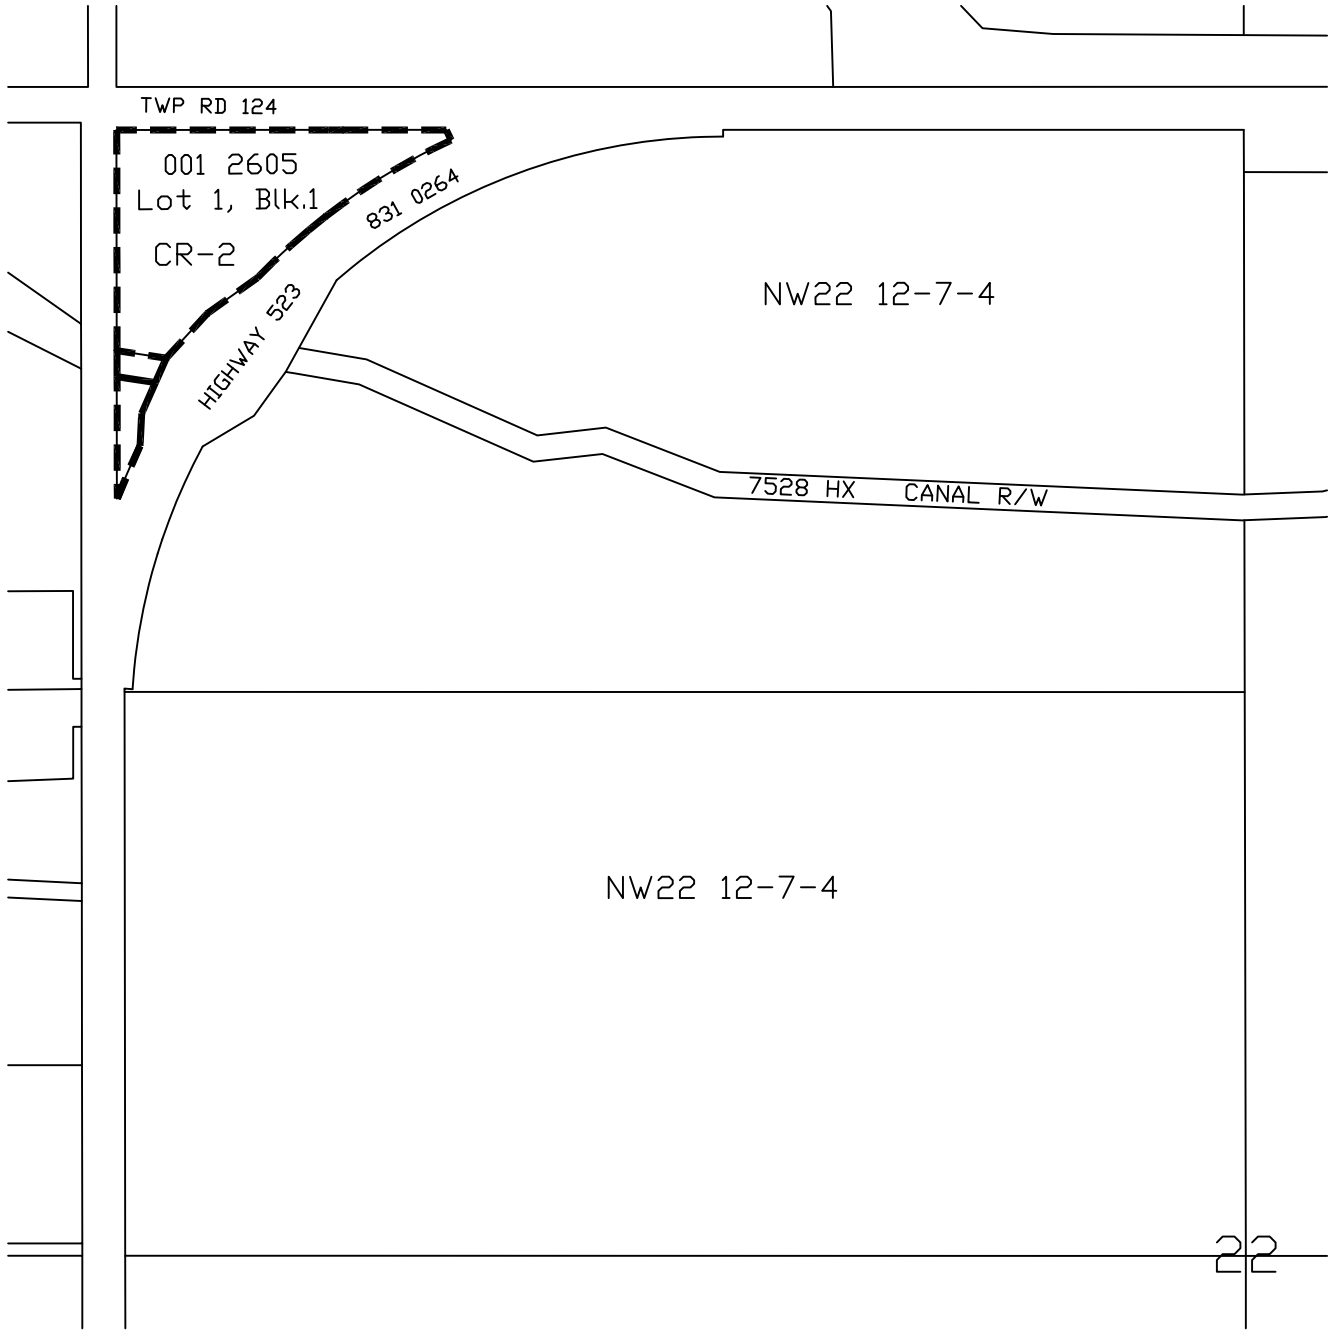 TWP RD 124
001 2605
Lot 1, Blk.1
CR-2
831 0264
HIGHWAY 523
NW22 12-7-4
7528 HX CANAL R/W
NW22 12-7-4
22